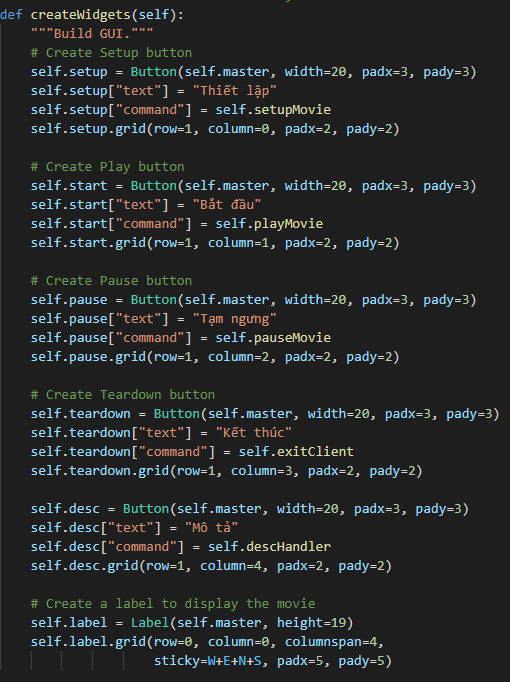 def createWidgets(self):
    """Build GUI."""
    # Create Setup button
    self.setup = Button(self.master, width=20, padx=3, pady=3)
    self.setup["text"] = "Thiết lập"
    self.setup["command"] = self.setupMovie
    self.setup.grid(row=1, column=0, padx=2, pady=2)

    # Create Play button
    self.start = Button(self.master, width=20, padx=3, pady=3)
    self.start["text"] = "Bắt đầu"
    self.start["command"] = self.playMovie
    self.start.grid(row=1, column=1, padx=2, pady=2)

    # Create Pause button
    self.pause = Button(self.master, width=20, padx=3, pady=3)
    self.pause["text"] = "Tạm ngưng"
    self.pause["command"] = self.pauseMovie
    self.pause.grid(row=1, column=2, padx=2, pady=2)

    # Create Teardown button
    self.teardown = Button(self.master, width=20, padx=3, pady=3)
    self.teardown["text"] = "Kết thúc"
    self.teardown["command"] = self.exitClient
    self.teardown.grid(row=1, column=3, padx=2, pady=2)

    self.desc = Button(self.master, width=20, padx=3, pady=3)
    self.desc["text"] = "Mô tả"
    self.desc["command"] = self.descHandler
    self.desc.grid(row=1, column=4, padx=2, pady=2)

    # Create a label to display the movie
    self.label = Label(self.master, height=19)
    self.label.grid(row=0, column=0, columnspan=4,
                    sticky=W+E+N+S, padx=5, pady=5)